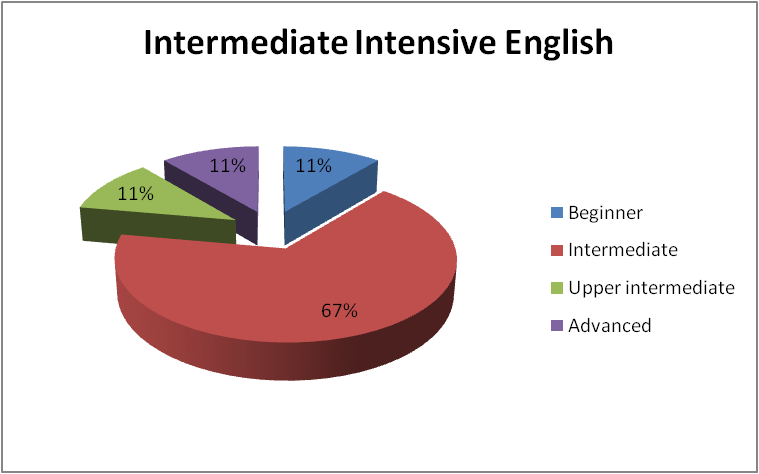 Intermediate Intensive English
11%
11%
11%
67%
Beginner
Intermediate
Upper intermediate
Advanced